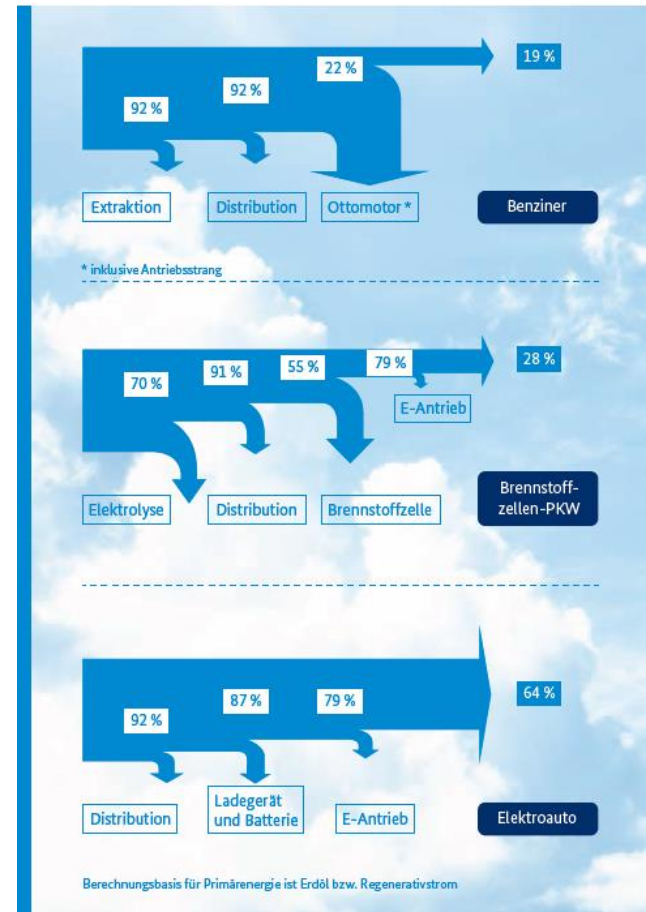 22 %
19 %
92 %
92 %
Extraktion
Distribution
Ottomotor *
Benziner
* inklusive Antriebsstrang
70 %
91 %
55 %
79 %
28 %
E-Antrieb
Elektrolyse
Distribution
Brennstoffzelle
Brennstoff-
zellen-PKW
92 %
87 %
79 %
64 %
Distribution
Ladegerät
und Batterie
E-Antrieb
Elektroauto
Berechnungsbasis für Primärenergie ist Erdöl bzw. Regenerativstrom